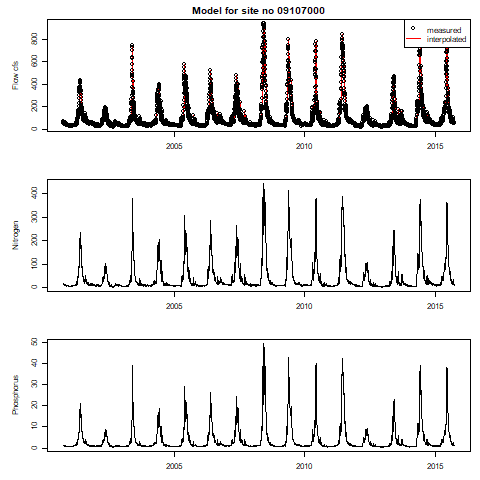 Model for site no 09107000
measured
interpolated
Flow cfs
0 200 400 600 800
2005 2010 2015
Nitrogen
0 100 200 300 400
2005 2010 2015
Phosphorus
0 10 20 30 40 50
2005 2010 2015